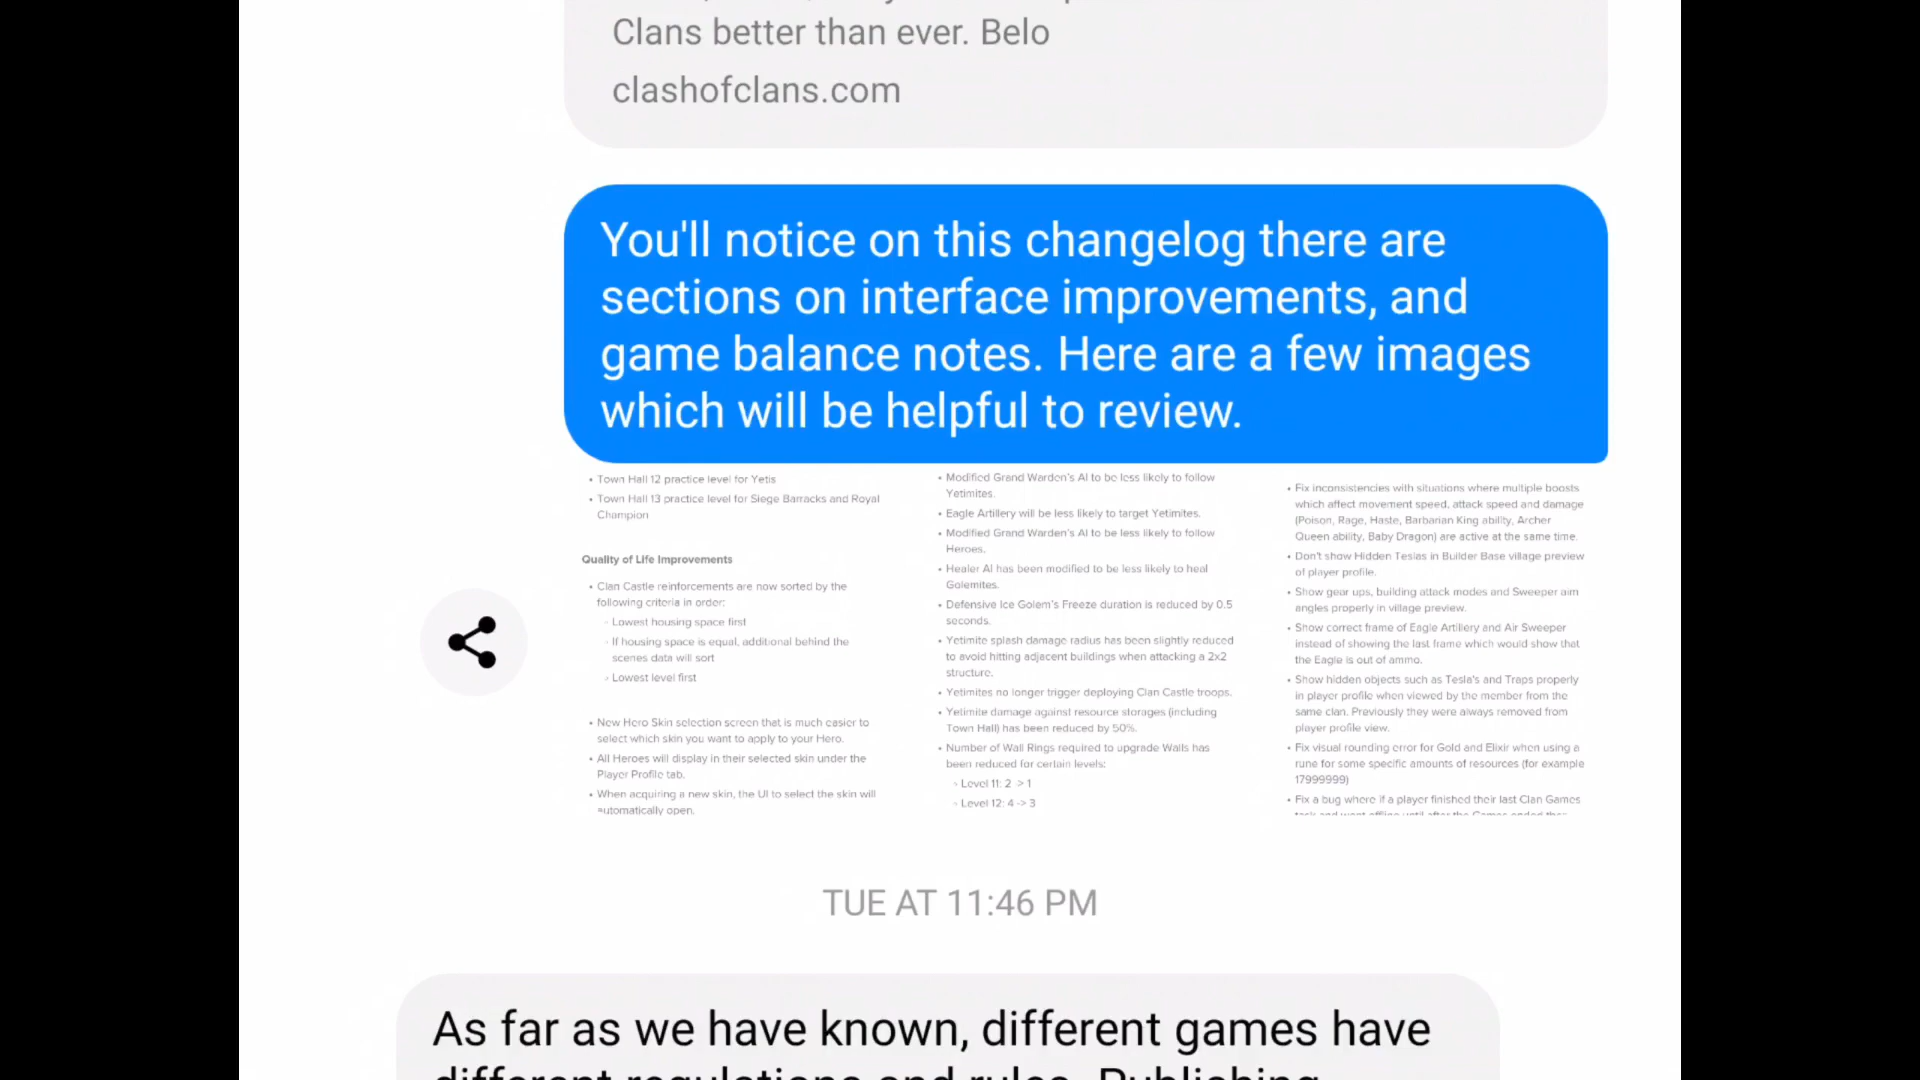 Clans better than ever. Belo
clashofclans.com
You'll notice on this changelog there are
sections on interface improvements, and
game balance notes. Here are a few images
which will be helpful to review.
• Town Hall 12 practice level for Yetis
• Town Hall 13 practice level for Siege Barracks and Royal
Champion
Quality of Life Improvements
• Clan Castle reinforcements are now sorted by the
following criteria in order:
◦ Lowest housing space first
◦ If housing space is equal, additional behind the
scenes data will sort
◦ Lowest level first
• New Hero Skin selection screen that is much easier to
select which skin you want to apply to your Hero.
• All Heroes will display in their selected skin under the
Player Profile tab.
• When acquiring a new skin, the UI to select the skin will
automatically open.
• Modified Grand Warden's AI to be less likely to follow
Yetimites.
• Eagle Artillery will be less likely to target Yetimites.
• Modified Grand Warden's AI to be less likely to follow
Heroes.
• Healer AI has been modified to be less likely to heal
Golemites.
• Defensive Ice Golem's Freeze duration is reduced by 0.5
seconds.
• Yetimite splash damage radius has been slightly reduced
to avoid hitting adjacent buildings when attacking a 2x2
structure.
• Yetimites no longer trigger deploying Clan Castle troops.
• Yetimite damage against resource storages (including
Town Hall) has been reduced by 50%.
• Number of Wall Rings required to upgrade Walls has
been reduced for certain levels:
◦ Level 11: 2 -> 1
◦ Level 12: 4 -> 3
• Fix inconsistencies with situations where multiple boosts
which affect movement speed, attack speed and damage
(Poison, Rage, Haste, Barbarian King ability, Archer
Queen ability, Baby Dragon) are active at the same time.
• Don't show Hidden Teslas in Builder Base village preview
of player profile.
• Show gear ups, building attack modes and Sweeper aim
angles properly in village preview.
• Show correct frame of Eagle Artillery and Air Sweeper
instead of showing the last frame which would show that
the Eagle is out of ammo.
• Show hidden objects such as Tesla's and Traps properly
in player profile when viewed by the member from the
same clan. Previously they were always removed from
player profile view.
• Fix visual rounding error for Gold and Elixir when using a
rune for some specific amounts of resources (for example
17999999)
• Fix a bug where if a player finished their last Clan Games
TUE AT 11:46 PM
As far as we have known, different games have
different regulations and rules. Publishing